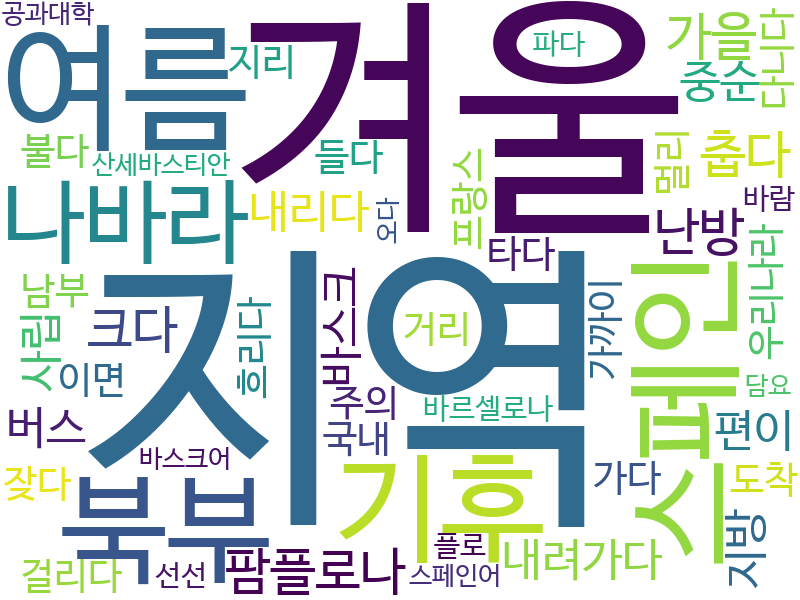 공과대학
여름
지리
겨울
파다
가을
중순
다니다
불다
산세바스티안
들다
멀리
춥다
나바라
내리다
오다
프랑스
타다
난방
바람
지역
남부
크다
흐리다
바스크
거리
가까이
스페인
우리나라
사립
이면
주의
바르셀로나
담요
버스
바스크어
국내
편이
잦다
북부
기후
가다
도착
걸리다
선선
팜플로나
플로
스페인어
내려가다
지방